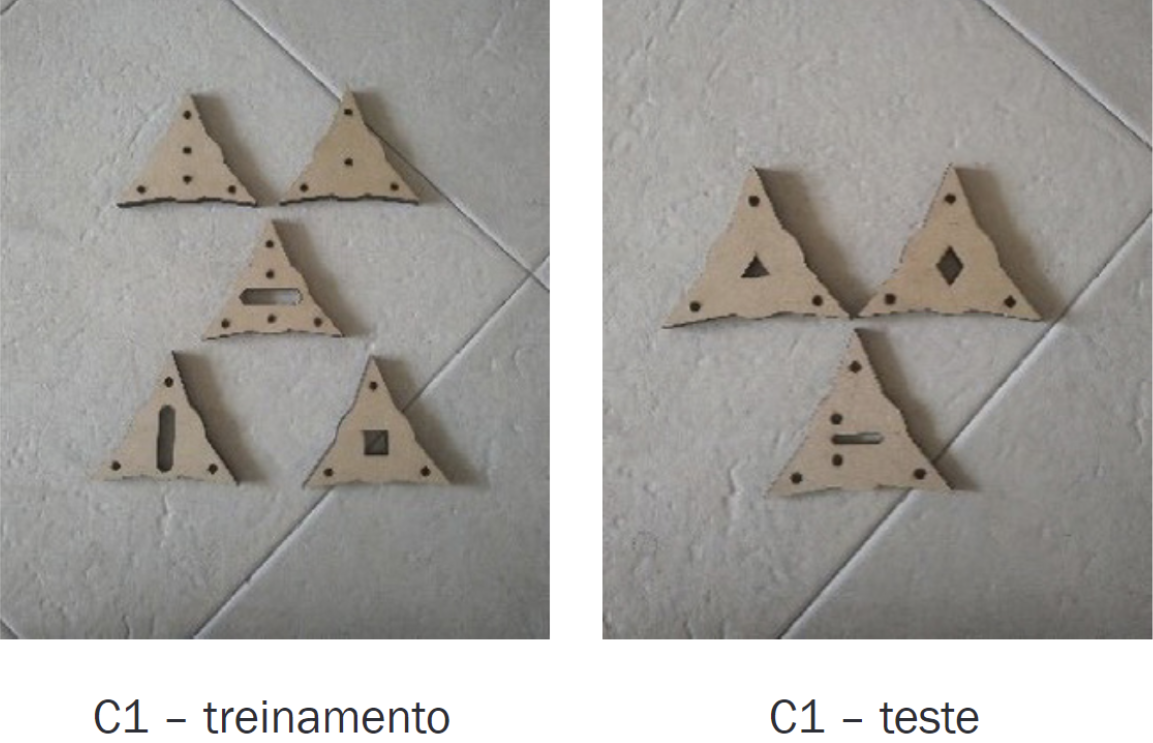 C1 – treinamento
C1 – teste